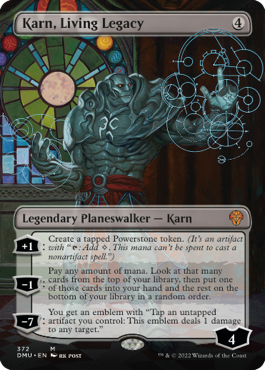 Karn, Living Legacy 4
Legendary Planeswalker — Karn
+1 : Create a tapped Powerstone token. (It's an artifact
with "T: Add C. This mana can't be spent to cast a
nonartifact spell.")
−1 : Pay any amount of mana. Look at that many
cards from the top of your library, then put one
of those cards into your hand and the rest on the
bottom of your library in a random order.
−7 : You get an emblem with "Tap an untapped
artifact you control: This emblem deals 1 damage
to any target."
4
372 M
DMU • EN RK POST
™ & © 2022 Wizards of the Coast